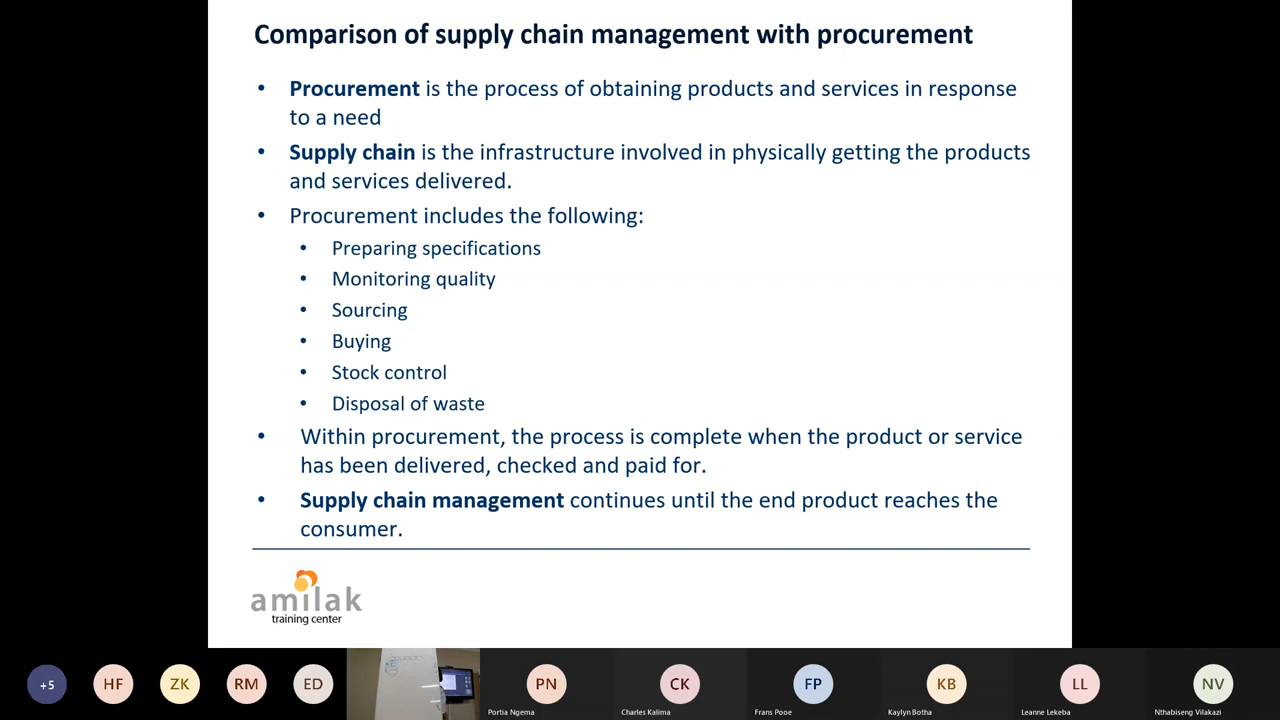 Comparison of supply chain management with procurement
• Procurement is the process of obtaining products and services in response
to a need
• Supply chain is the infrastructure involved in physically getting the products
and services delivered.
• Procurement includes the following:
• Preparing specifications
• Monitoring quality
• Sourcing
• Buying
• Stock control
• Disposal of waste
• Within procurement, the process is complete when the product or service
has been delivered, checked and paid for.
• Supply chain management continues until the end product reaches the
consumer.
amilak
training center
+5 HF ZK RM ED PN CK FP KB LL NV
Portia Ngema Charles Kalima Frans Pooe Kaylyn Botha Leanne Lekeba Nthabiseng Vilakazi